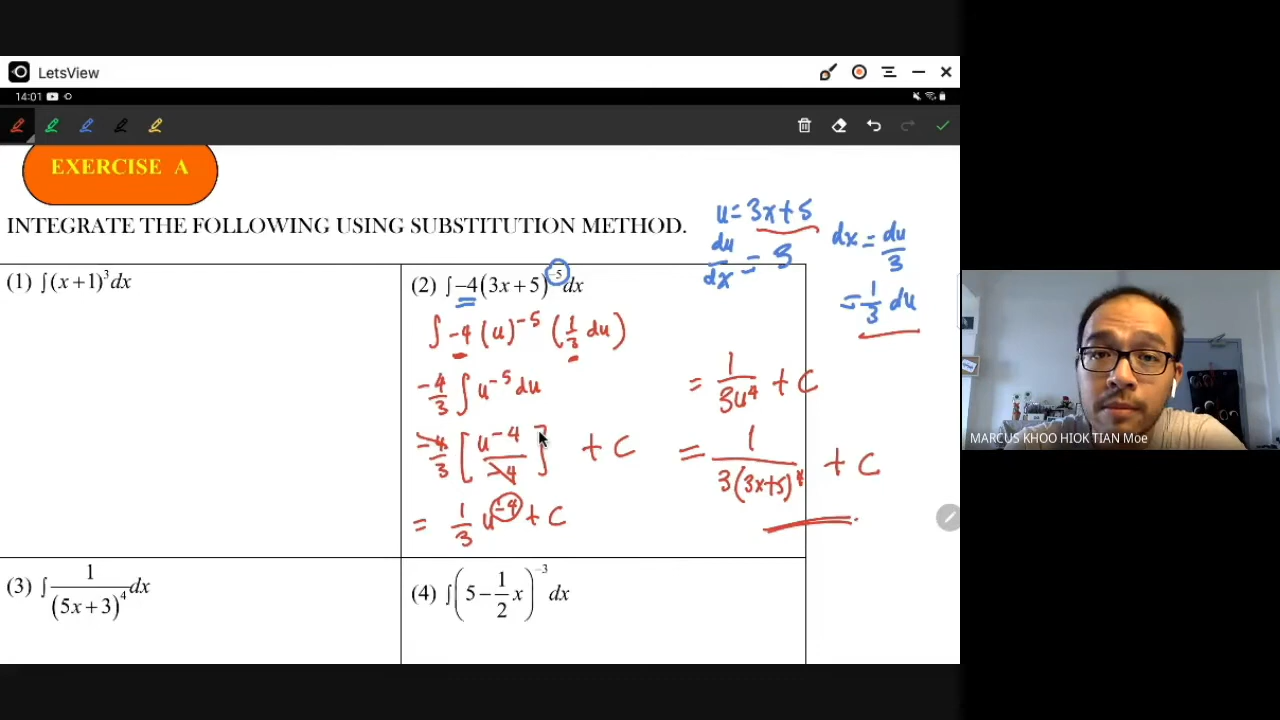 LetsView
14:01
EXERCISE A
INTEGRATE THE FOLLOWING USING SUBSTITUTION METHOD.
u = 3x+5
du/dx = 3
dx = du/3
= 1/3 du
(1) ∫(x+1)³dx
(2) ∫−4(3x+5)⁻⁵dx
∫ -4 (u)⁻⁵ (1/3 du)
-4/3 ∫ u⁻⁵ du
-4/3 [u⁻⁴/-4] + C
= 1/3 u⁻⁴ + C
= 1/3u⁴ + C
= 1/3(3x+5)⁴ + C
(3) ∫ 1/(5x+3)⁴ dx
(4) ∫(5 − 1/2 x)⁻³ dx
MARCUS KHOO HIOK TIAN Moe